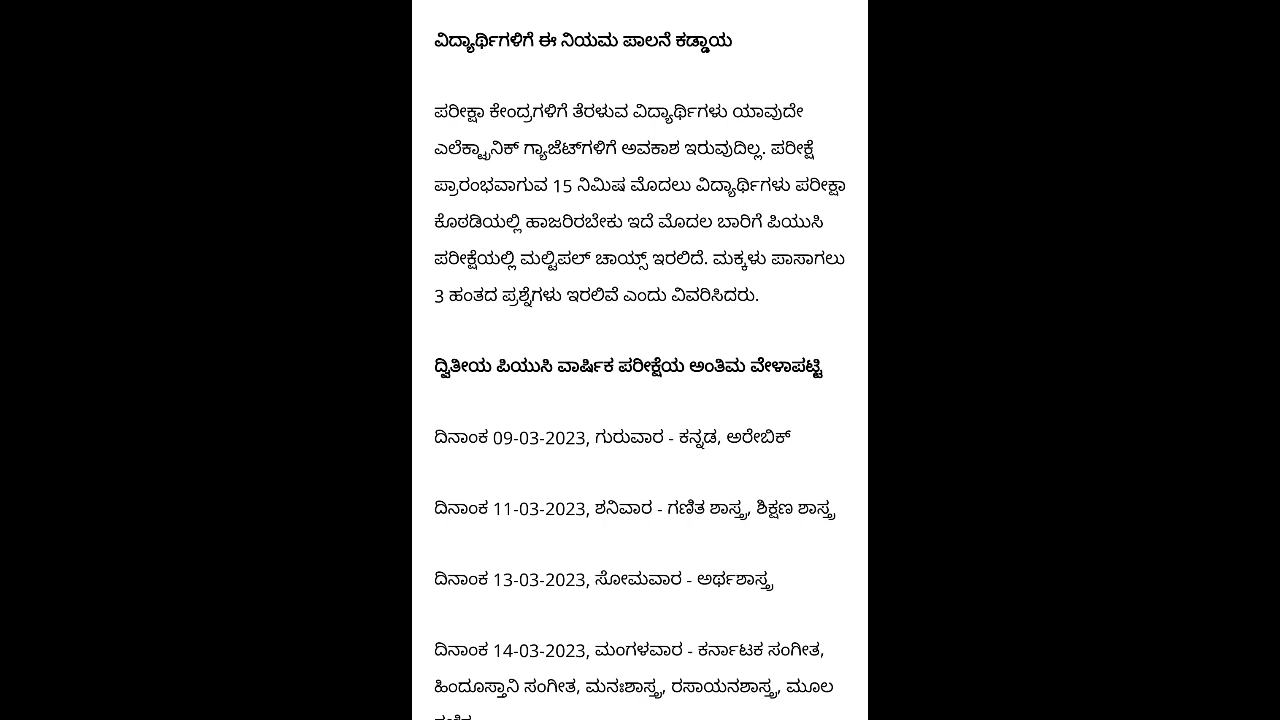 ವಿದ್ಯಾರ್ಥಿಗಳಿಗೆ ಈ ನಿಯಮ ಪಾಲನೆ ಕಡ್ಡಾಯ
ಪರೀಕ್ಷಾ ಕೇಂದ್ರಗಳಿಗೆ ತೆರಳುವ ವಿದ್ಯಾರ್ಥಿಗಳು ಯಾವುದೇ
ಎಲೆಕ್ಟ್ರಾನಿಕ್ ಗ್ಯಾಜೆಟ್‌ಗಳಿಗೆ ಅವಕಾಶ ಇರುವುದಿಲ್ಲ. ಪರೀಕ್ಷೆ
ಪ್ರಾರಂಭವಾಗುವ 15 ನಿಮಿಷ ಮೊದಲು ವಿದ್ಯಾರ್ಥಿಗಳು ಪರೀಕ್ಷಾ
ಕೊಠಡಿಯಲ್ಲಿ ಹಾಜರಿರಬೇಕು ಇದೆ ಮೊದಲ ಬಾರಿಗೆ ಪಿಯುಸಿ
ಪರೀಕ್ಷೆಯಲ್ಲಿ ಮಲ್ಟಿಪಲ್ ಚಾಯ್ಸ್ ಇರಲಿದೆ. ಮಕ್ಕಳು ಪಾಸಾಗಲು
3 ಹಂತದ ಪ್ರಶ್ನೆಗಳು ಇರಲಿವೆ ಎಂದು ವಿವರಿಸಿದರು.
ದ್ವಿತೀಯ ಪಿಯುಸಿ ವಾರ್ಷಿಕ ಪರೀಕ್ಷೆಯ ಅಂತಿಮ ವೇಳಾಪಟ್ಟಿ
ದಿನಾಂಕ 09-03-2023, ಗುರುವಾರ - ಕನ್ನಡ, ಅರೇಬಿಕ್
ದಿನಾಂಕ 11-03-2023, ಶನಿವಾರ - ಗಣಿತ ಶಾಸ್ತ್ರ, ಶಿಕ್ಷಣ ಶಾಸ್ತ್ರ
ದಿನಾಂಕ 13-03-2023, ಸೋಮವಾರ - ಅರ್ಥಶಾಸ್ತ್ರ
ದಿನಾಂಕ 14-03-2023, ಮಂಗಳವಾರ - ಕರ್ನಾಟಕ ಸಂಗೀತ,
ಹಿಂದೂಸ್ತಾನಿ ಸಂಗೀತ, ಮನಃಶಾಸ್ತ್ರ, ರಸಾಯನಶಾಸ್ತ್ರ, ಮೂಲ